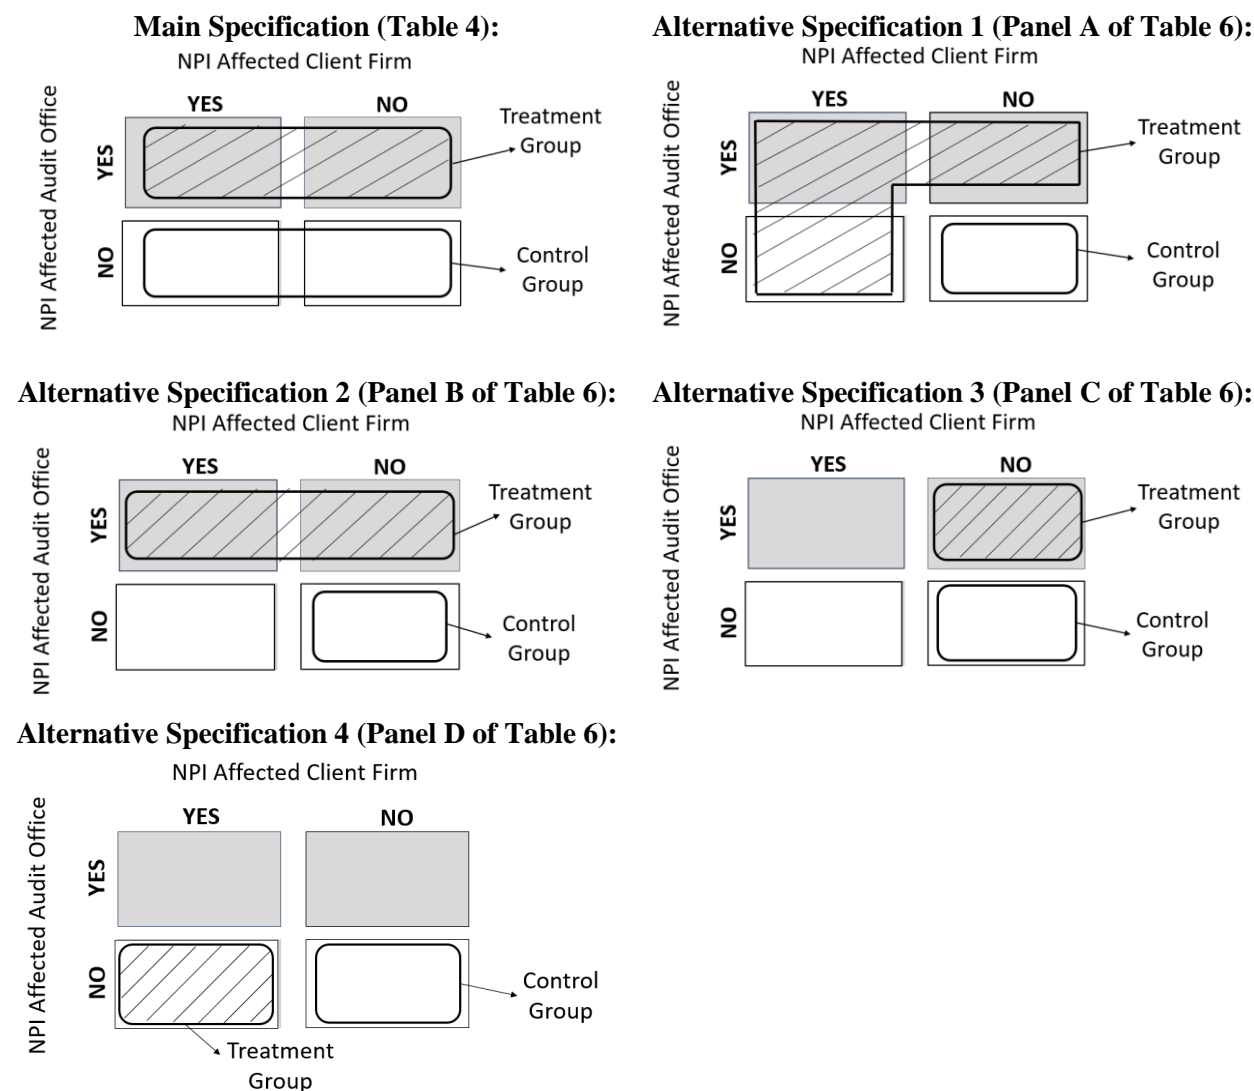 Main Specification (Table 4):
NPI Affected Client Firm
YES
NO
NPI Affected Audit Office
YES
NO
Treatment
Group
Control
Group
Alternative Specification 1 (Panel A of Table 6):
NPI Affected Client Firm
YES
NO
NPI Affected Audit Office
YES
NO
Treatment
Group
Control
Group
Alternative Specification 2 (Panel B of Table 6):
NPI Affected Client Firm
YES
NO
NPI Affected Audit Office
YES
NO
Treatment
Group
Control
Group
Alternative Specification 3 (Panel C of Table 6):
NPI Affected Client Firm
YES
NO
NPI Affected Audit Office
YES
NO
Treatment
Group
Control
Group
Alternative Specification 4 (Panel D of Table 6):
NPI Affected Client Firm
YES
NO
NPI Affected Audit Office
YES
NO
Control
Group
Treatment
Group